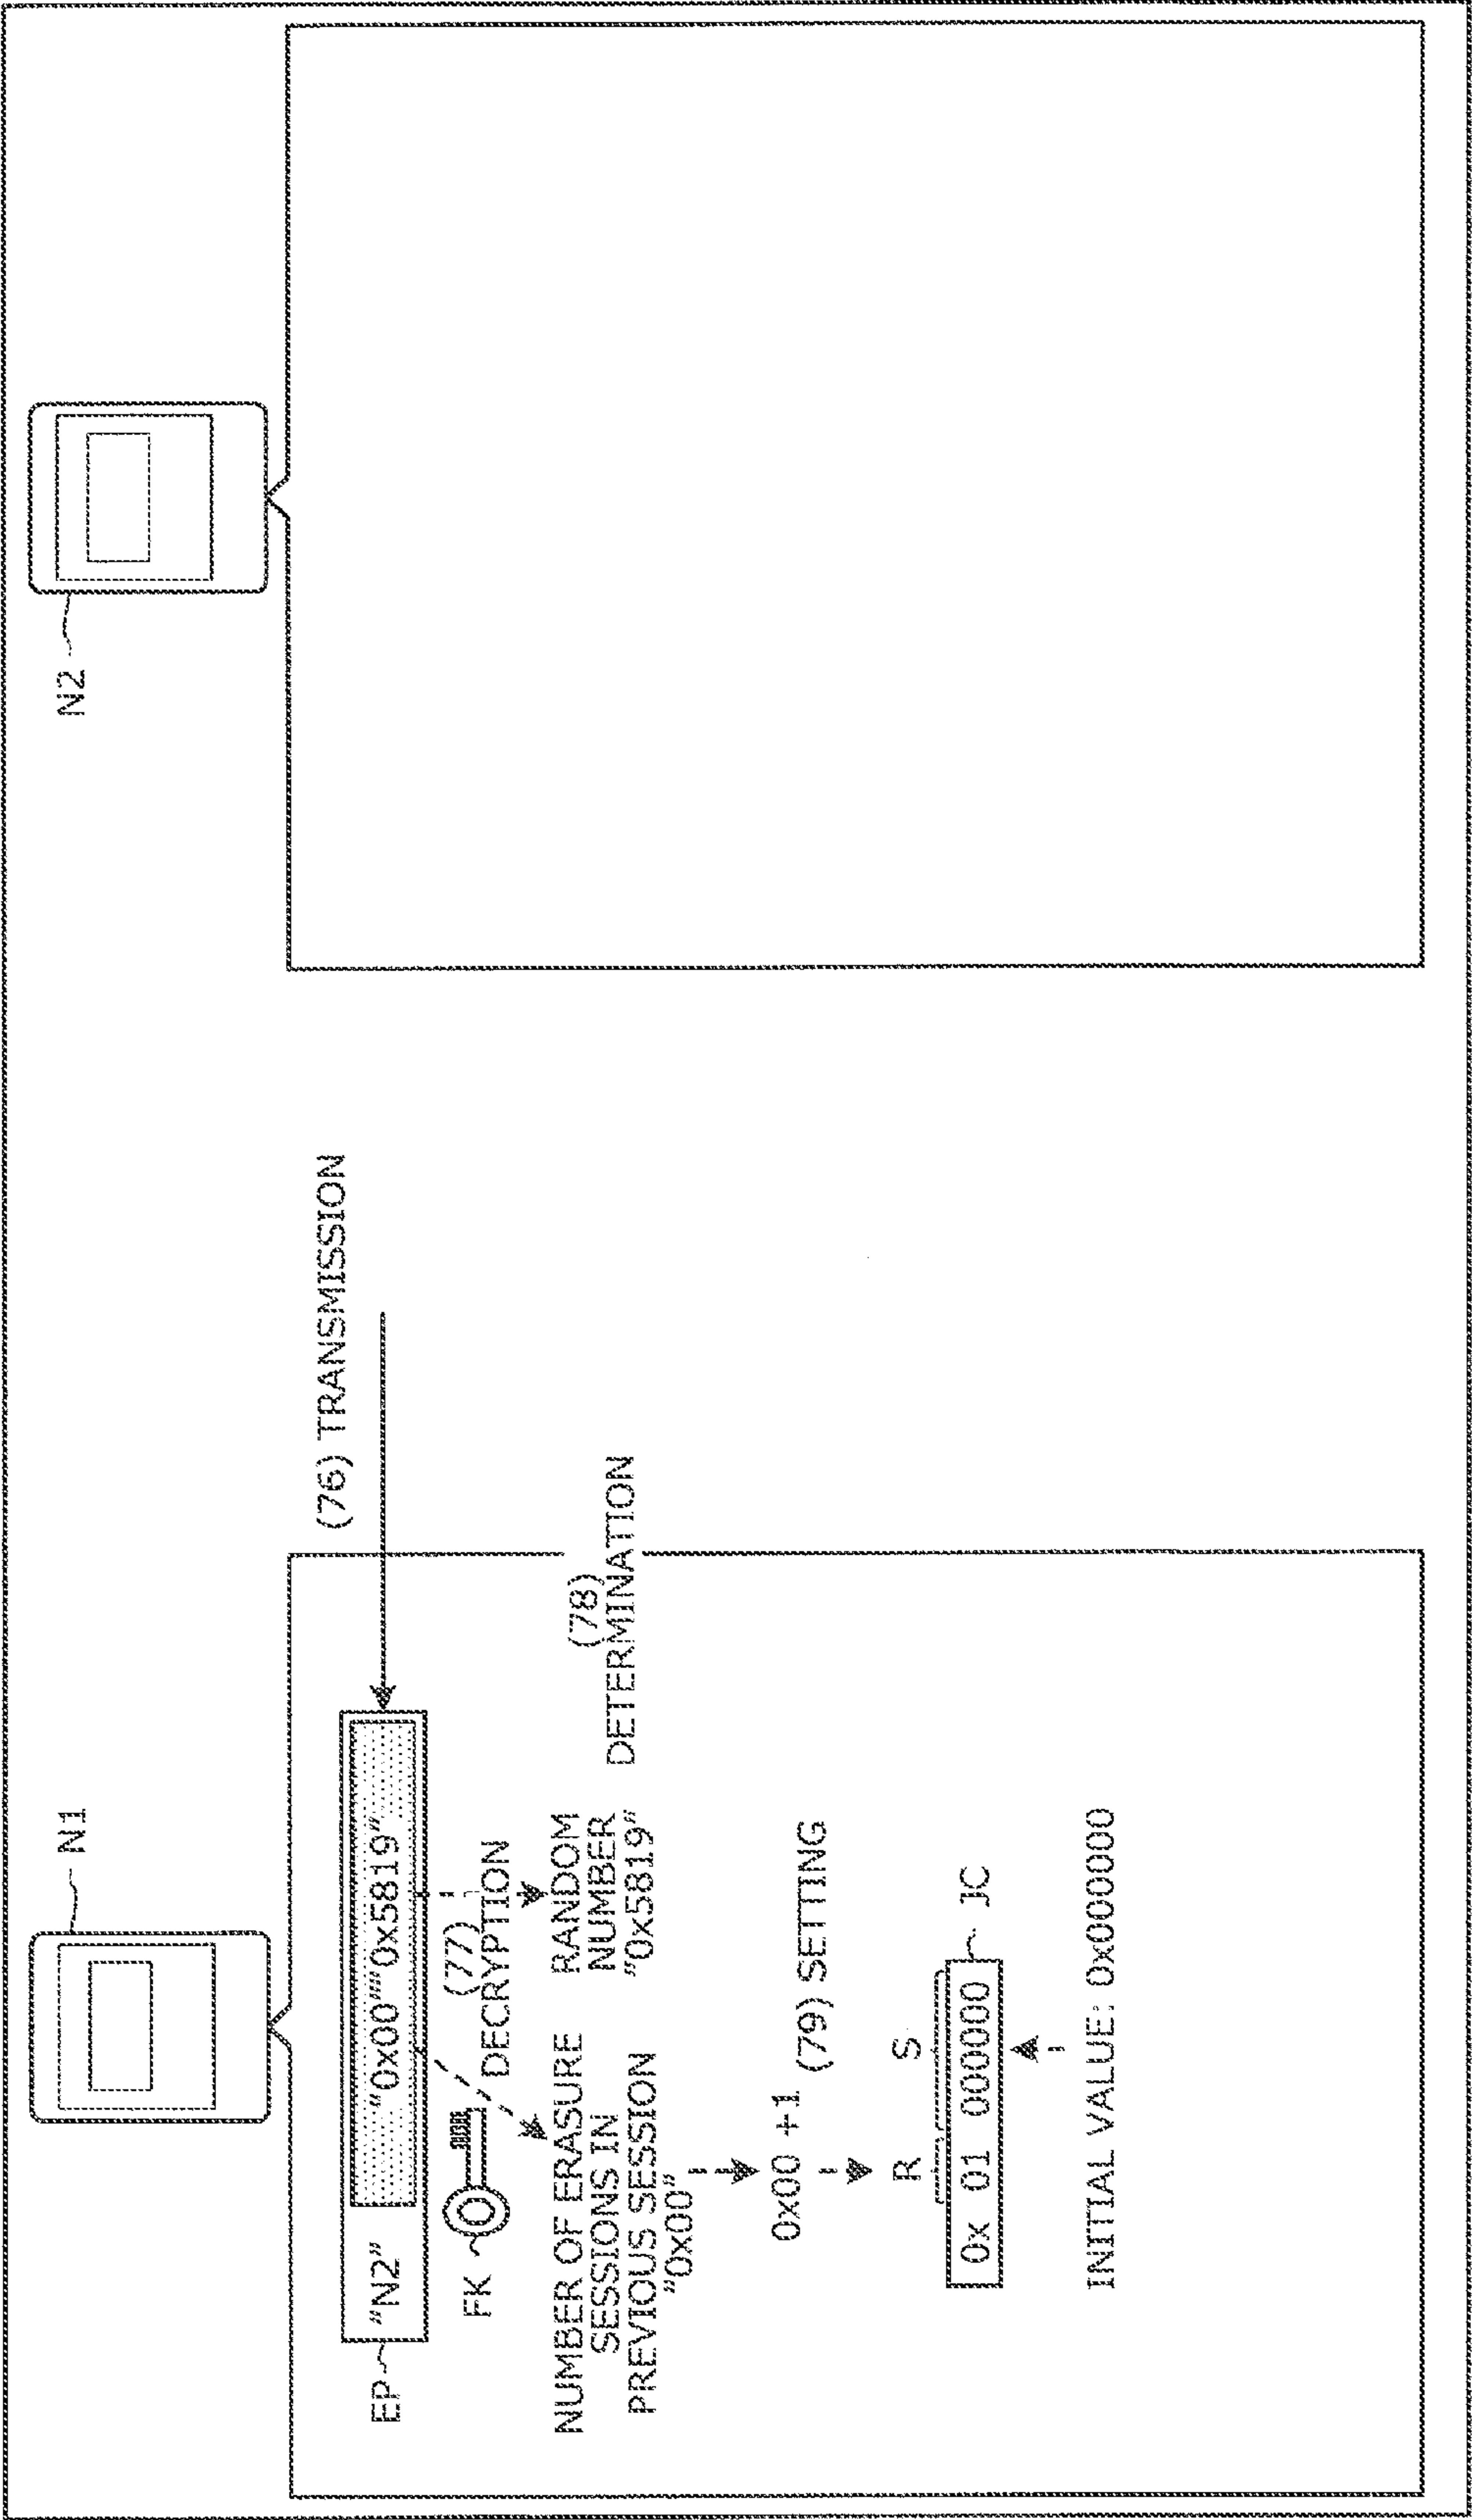 N1
N2
(76) TRANSMISSION
EP
"N2"
"0x00""0x5819"
FK
(77)
DECRYPTION
NUMBER OF ERASURE
SESSIONS IN
PREVIOUS SESSION
"0x00"
RANDOM
NUMBER
"0x5819"
(78)
DETERMINATION
0x00 +1
(79) SETTING
R
S
0x 01 000000
JC
INITIAL VALUE: 0x000000